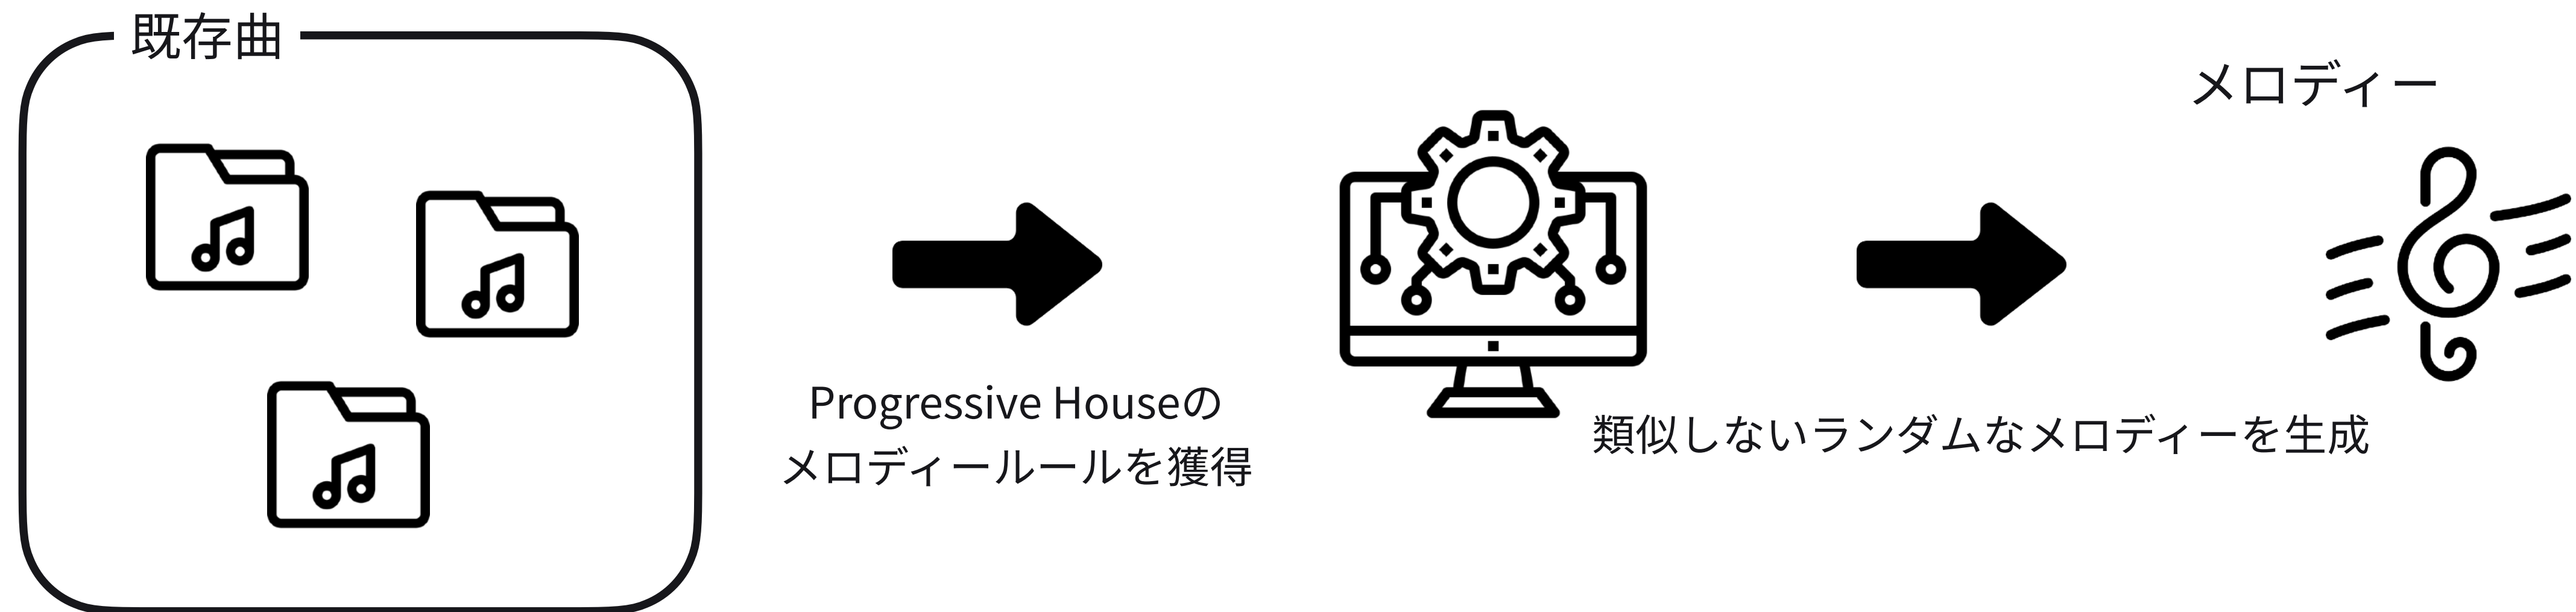 既存曲
Progressive Houseの
メロディールールを獲得
類似しないランダムなメロディーを生成
メロディー